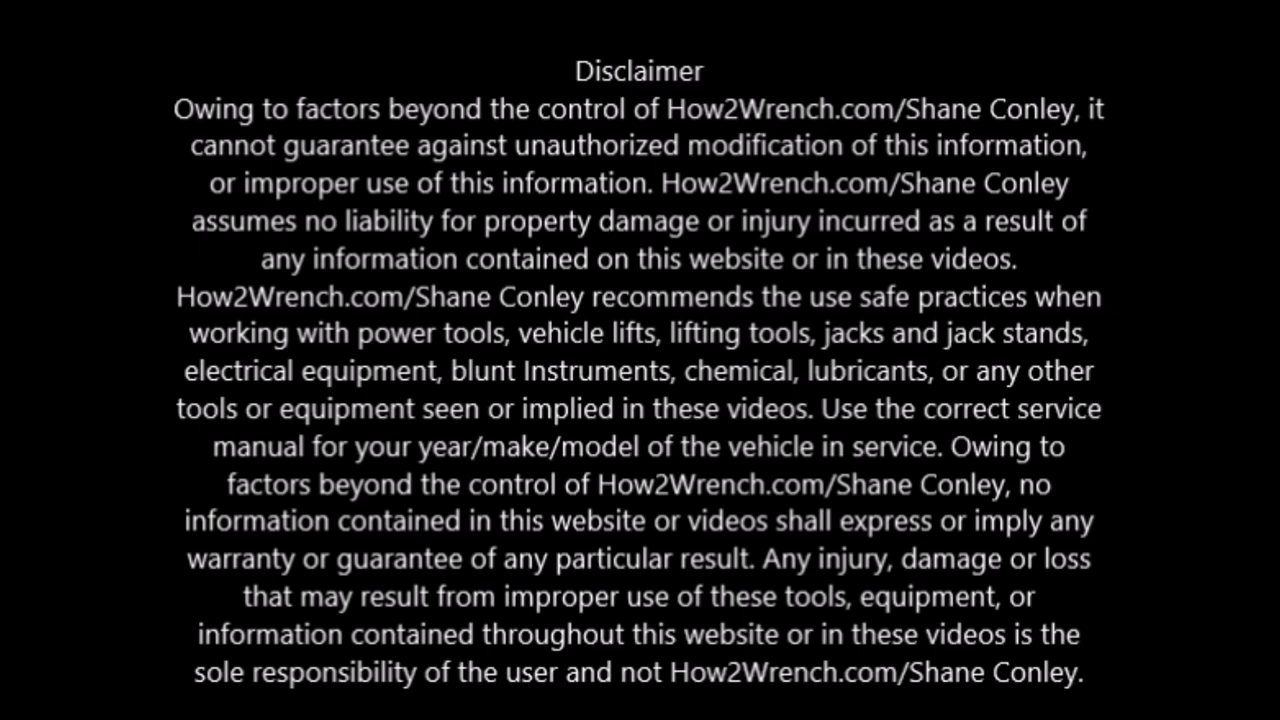 Disclaimer
Owing to factors beyond the control of How2Wrench.com/Shane Conley, it
cannot guarantee against unauthorized modification of this information,
or improper use of this information. How2Wrench.com/Shane Conley
assumes no liability for property damage or injury incurred as a result of
any information contained on this website or in these videos.
How2Wrench.com/Shane Conley recommends the use safe practices when
working with power tools, vehicle lifts, lifting tools, jacks and jack stands,
electrical equipment, blunt Instruments, chemical, lubricants, or any other
tools or equipment seen or implied in these videos. Use the correct service
manual for your year/make/model of the vehicle in service. Owing to
factors beyond the control of How2Wrench.com/Shane Conley, no
information contained in this website or videos shall express or imply any
warranty or guarantee of any particular result. Any injury, damage or loss
that may result from improper use of these tools, equipment, or
information contained throughout this website or in these videos is the
sole responsibility of the user and not How2Wrench.com/Shane Conley.